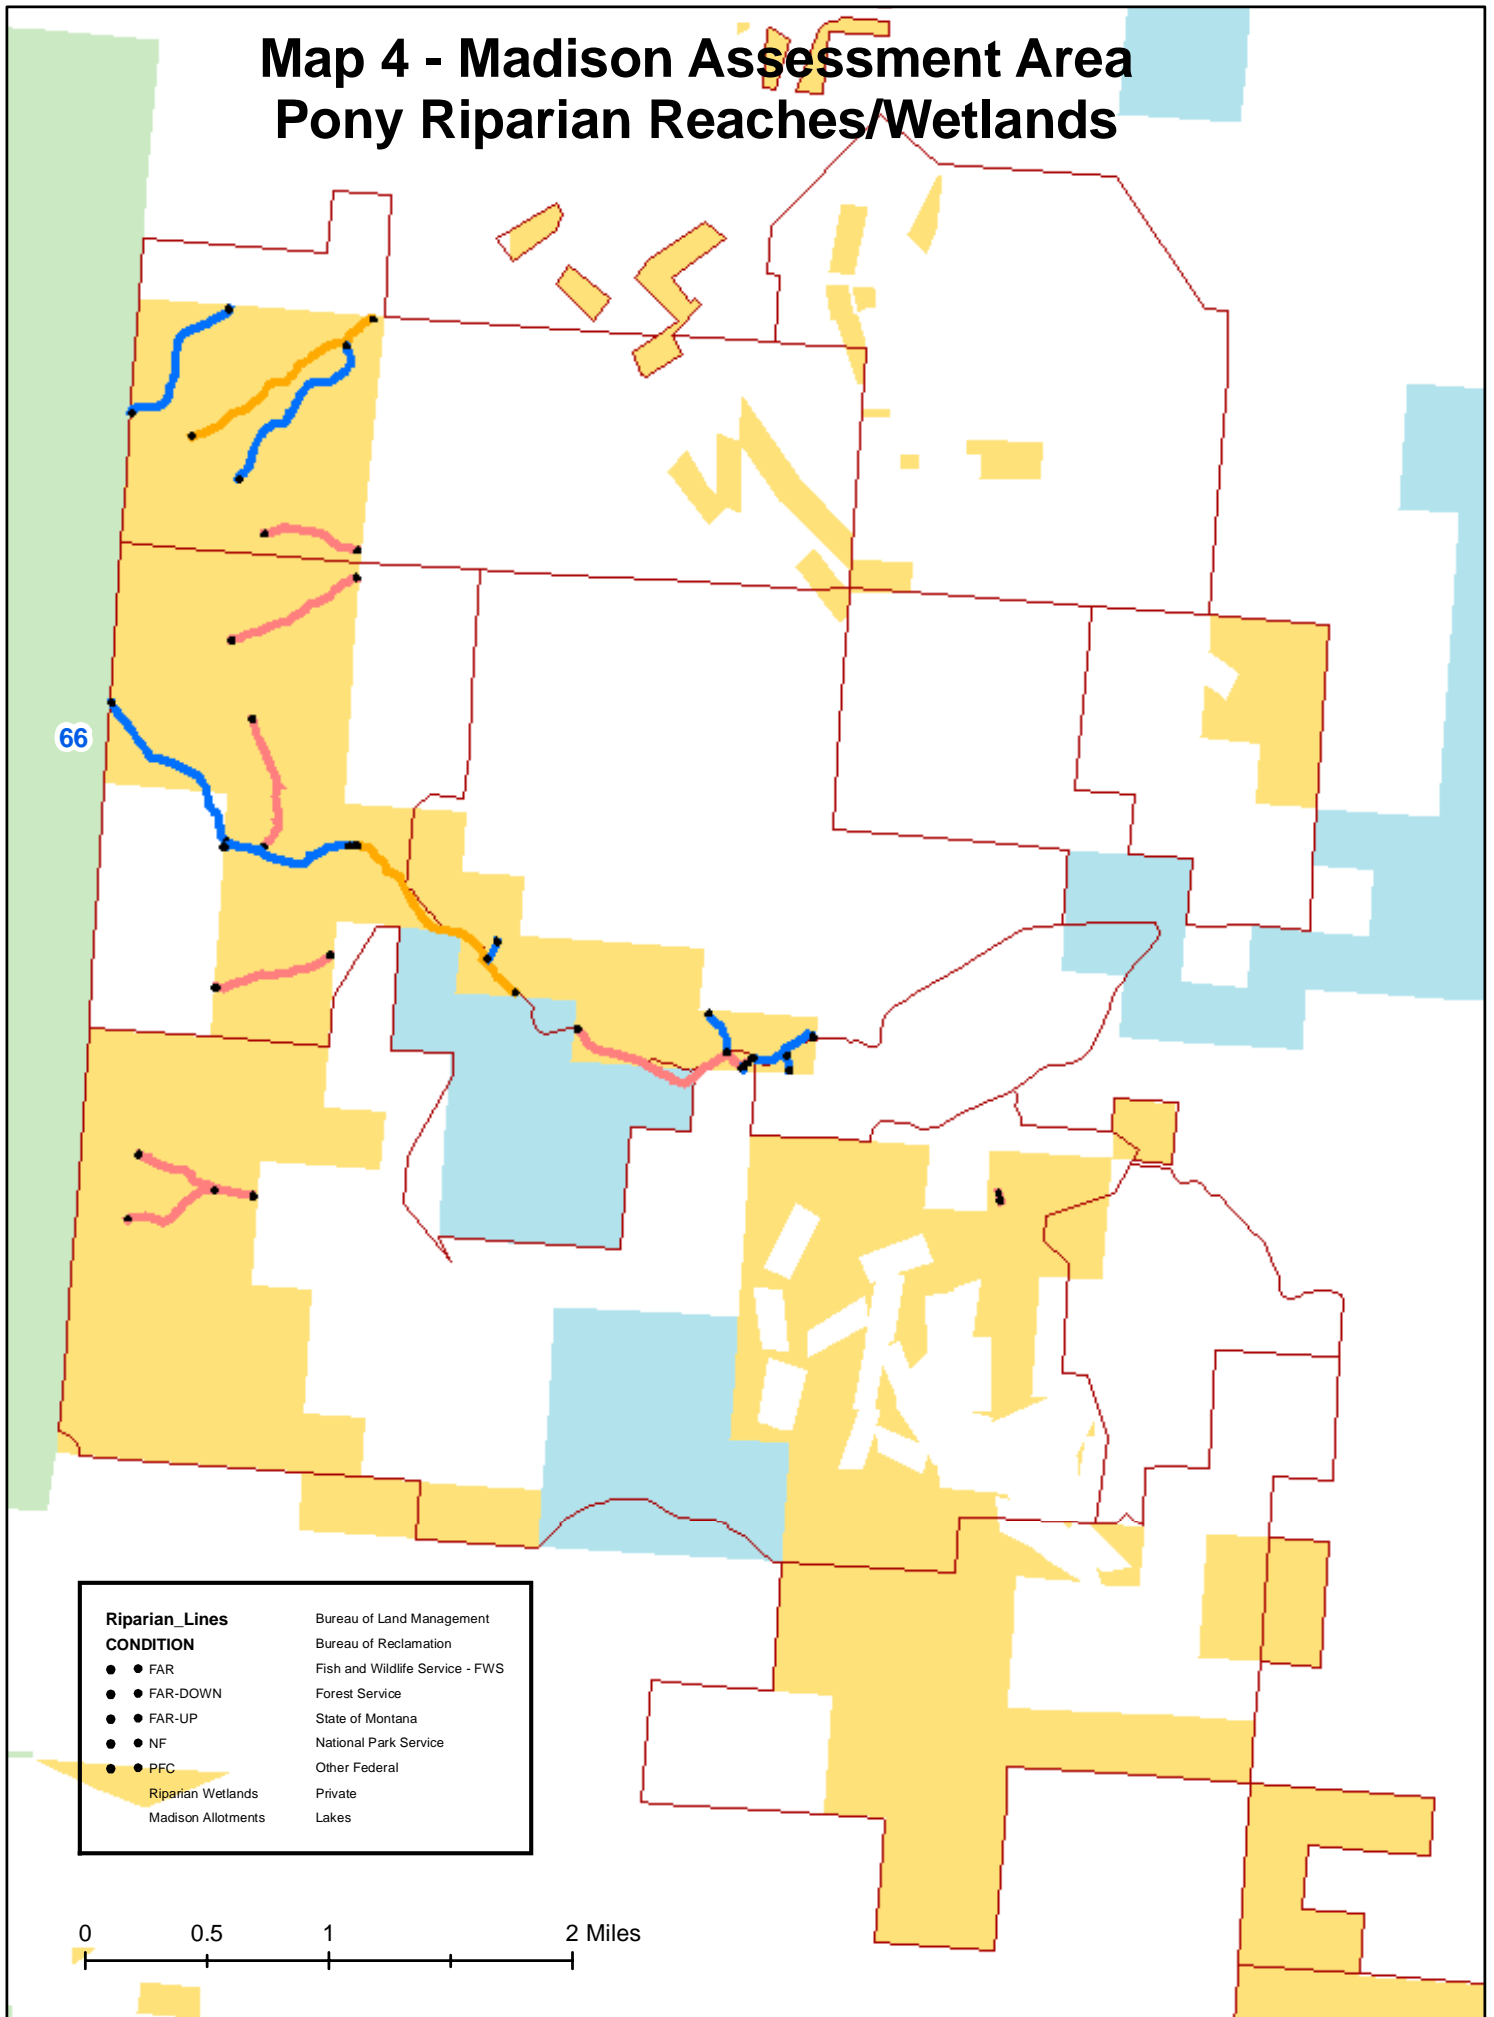 Map 4 - Madison Assessment Area
Pony Riparian Reaches/Wetlands
66
Riparian_Lines
CONDITION
FAR
FAR-DOWN
FAR-UP
NF
PFC
Riparian Wetlands
Madison Allotments
Bureau of Land Management
Bureau of Reclamation
Fish and Wildlife Service - FWS
Forest Service
State of Montana
National Park Service
Other Federal
Private
Lakes
0 0.5 1 2 Miles